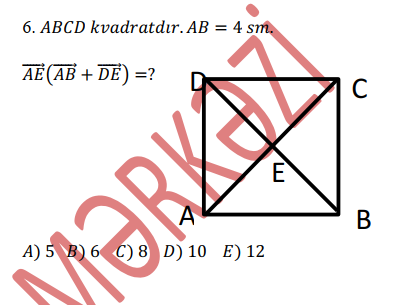 6. ABCD kvadratdır. AB = 4 sm.
$\overrightarrow{AE}(\overrightarrow{AB} + \overrightarrow{DE})$ =?
D C
E
A B
A) 5 B) 6 C) 8 D) 10 E) 12
MƏRKƏZİ